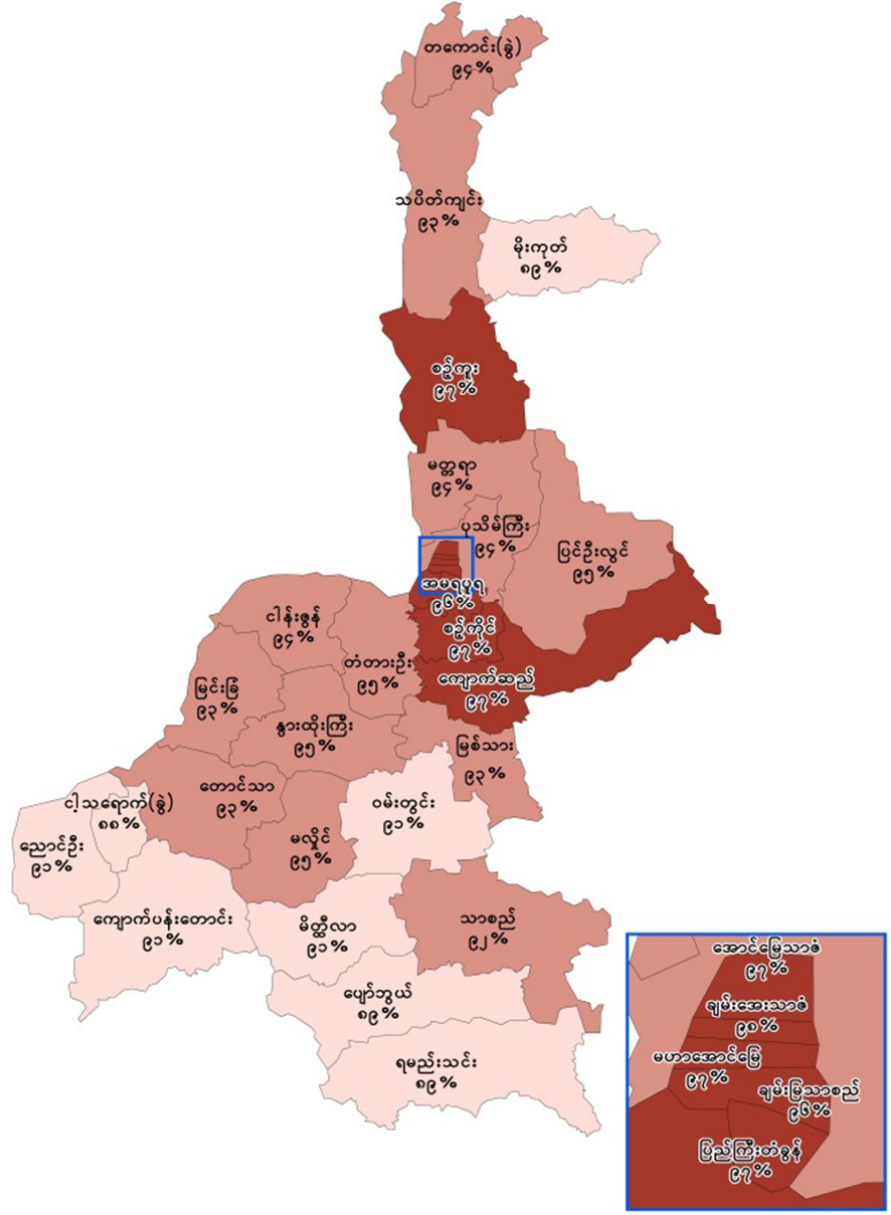 တကောင်း(ခွဲ)
၉၄%
သပိတ်ကျင်း
၉၃%
မိုးကုတ်
၈၉%
စဉ့်ကူး
၉၇%
မတ္တရာ
၉၄%
ပုသိမ်ကြီး
၉၄%
ပြင်ဦးလွင်
၉၅%
အမရပူရ
၉၆%
စဉ့်ကိုင်
၉၇%
ကျောက်ဆည်
၉၇%
ငါန်းဇွန်
၉၄%
တံတားဦး
၉၅%
မြင်းခြံ
၉၃%
နွားထိုးကြီး
၉၅%
မြစ်သား
၉၃%
တောင်သာ
၉၃%
ငါ့သရောက်(ခွဲ)
၈၈%
ဝမ်းတွင်း
၉၁%
ညောင်ဦး
၉၁%
မလှိုင်
၉၅%
ကျောက်ပန်းတောင်း
၉၁%
မိတ္ထီလာ
၉၁%
သာစည်
၉၂%
ပျော်ဘွယ်
၈၉%
ရမည်းသင်း
၈၉%
အောင်မြေသာဇံ
၉၇%
ချမ်းအေးသာဇံ
၉၈%
မဟာအောင်မြေ
၉၇%
ချမ်းမြသာစည်
၉၆%
ပြည်ကြီးတံခွန်
၉၇%